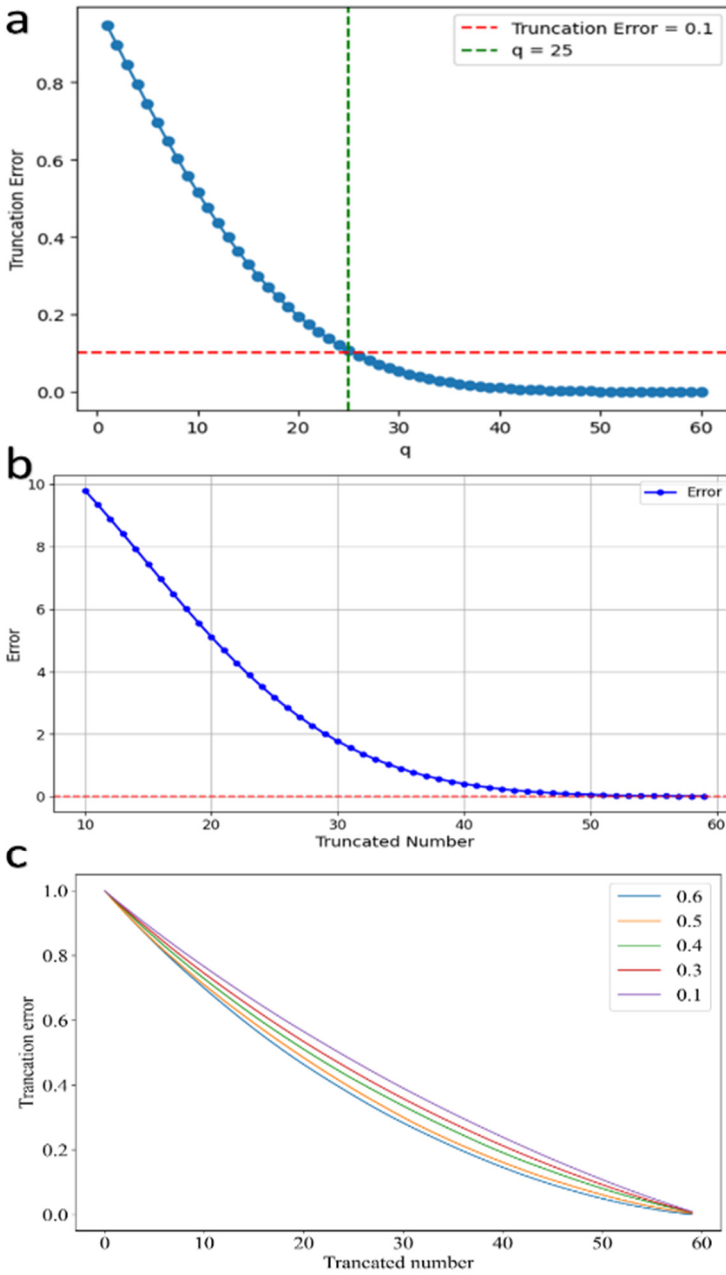 a
Truncation Error = 0.1
q = 25
0.8
0.6
0.4
0.2
0.0
Truncation Error
0 10 20 30 40 50 60
q
b
Error
10
8
6
4
2
0
Error
10 20 30 40 50 60
Truncated Number
c
0.6
0.5
0.4
0.3
0.1
1.0
0.8
0.6
0.4
0.2
0.0
Trancation error
0 10 20 30 40 50 60
Trancated number